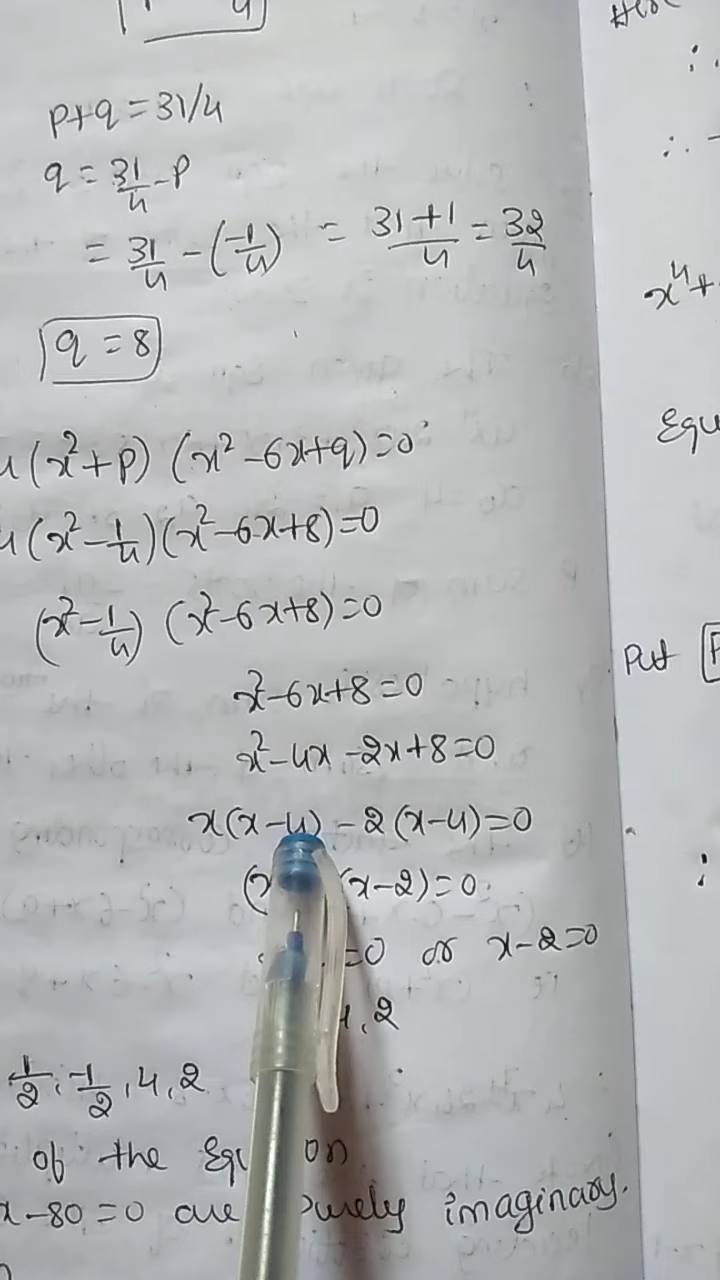 p+q = 31/4
q = 31/4 - p
= 31/4 - (-1/4) = 31+1/4 = 32/4
q = 8
4(x²+p) (x²-6x+q)=0
4(x²-1/4)(x²-6x+8)=0
(x²-1/4) (x²-6x+8)=0
x²-6x+8=0
x²-4x-2x+8=0
x(x-4)-2(x-4)=0
(x-2)=0
=0 or x-2=0
4,2
1/2, -1/2, 4, 2
of the
x-80=0 are purely imaginary.
Put